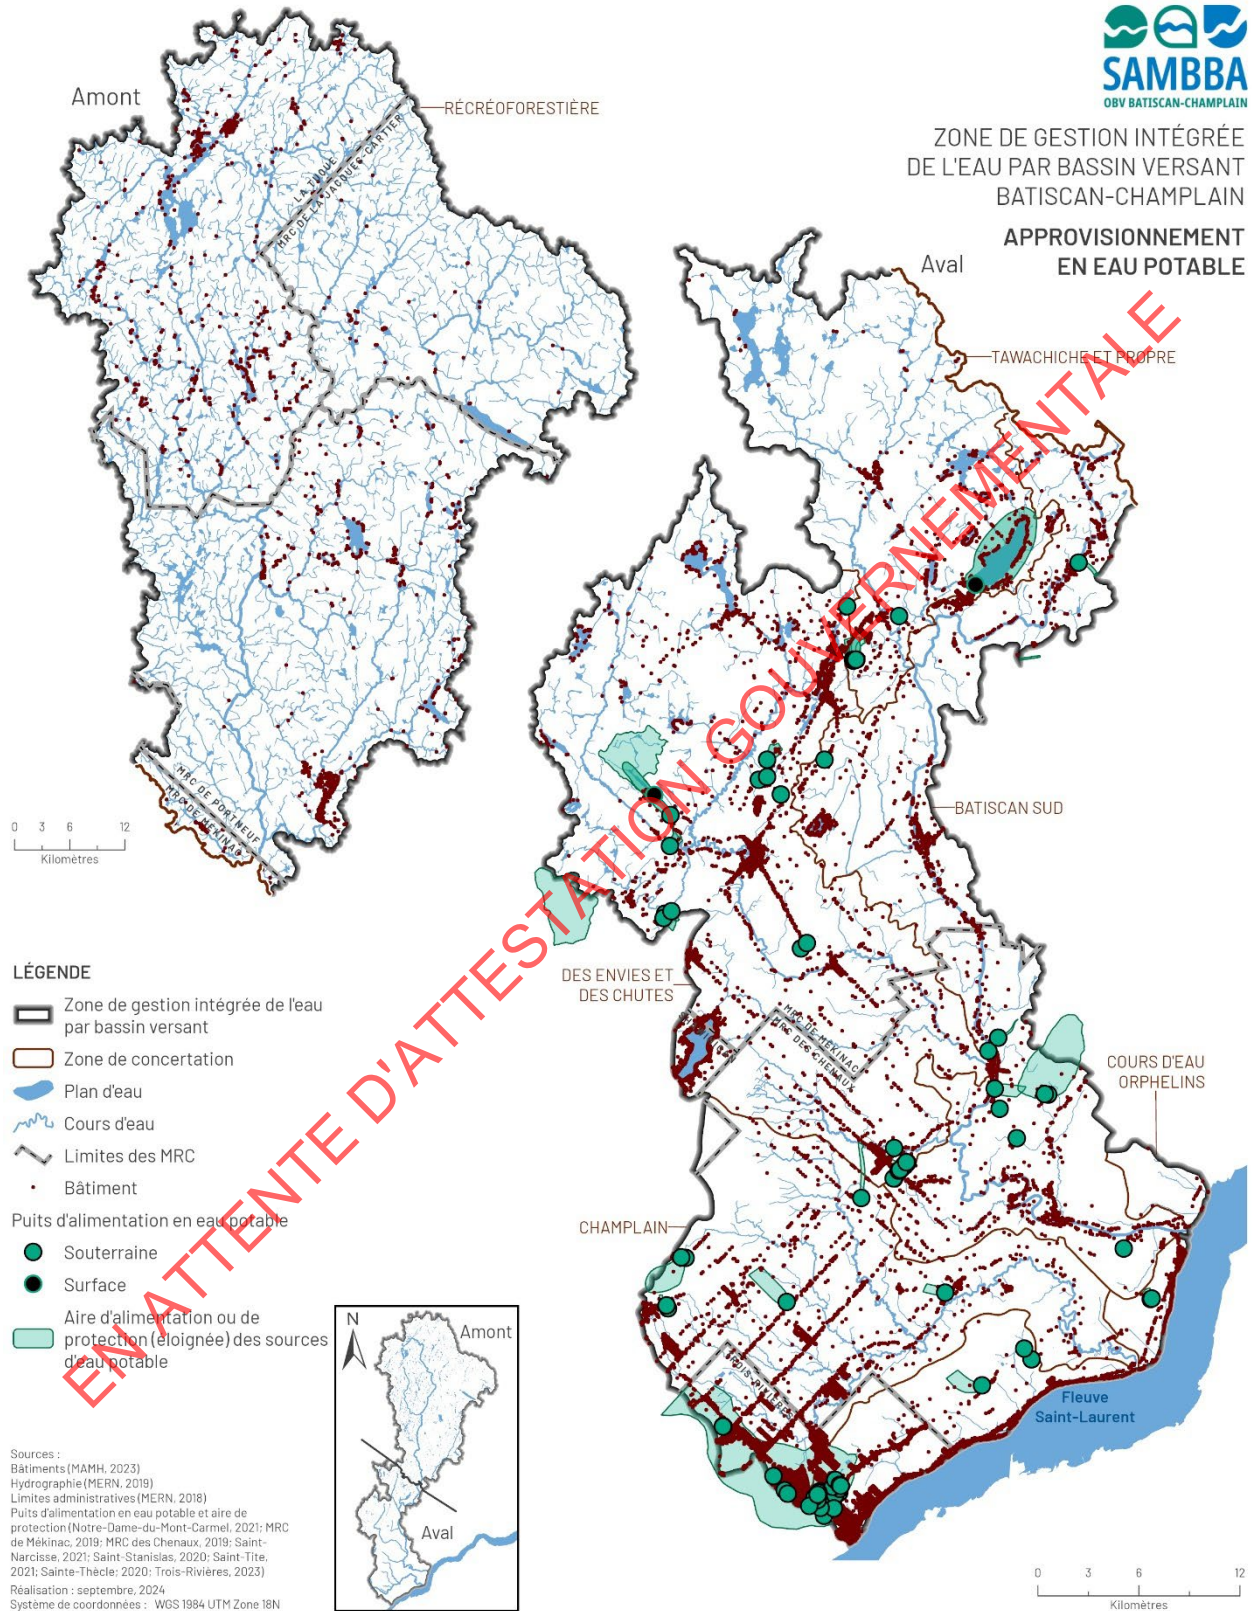 SAMBBA
OBV BATISCAN-CHAMPLAIN
ZONE DE GESTION INTÉGRÉE
DE L'EAU PAR BASSIN VERSANT
BATISCAN-CHAMPLAIN
APPROVISIONNEMENT
EN EAU POTABLE
Amont
RÉCRÉOFORESTIÈRE
LA TUQUE
MRC DE LA JACQUES-CARTIER
MRC DE PORTNEUF
MRC DE MÉKINAC
0 3 6 12
Kilomètres
Aval
TAWACHICHE ET PROPRE
BATISCAN SUD
DES ENVIES ET
DES CHUTES
MRC DE MÉKINAC
MRC DES CHENAUX
COURS D'EAU
ORPHELINS
CHAMPLAIN
TROIS-RIVIÈRES
Fleuve
Saint-Laurent
EN ATTENTE D'ATTESTATION GOUVERNEMENTALE
LÉGENDE
Zone de gestion intégrée de l'eau
par bassin versant
Zone de concertation
Plan d'eau
Cours d'eau
Limites des MRC
Bâtiment
Puits d'alimentation en eau potable
Souterraine
Surface
Aire d'alimentation ou de
protection (éloignée) des sources
d'eau potable
N
Amont
Aval
Sources :
Bâtiments (MAMH, 2023)
Hydrographie (MERN, 2019)
Limites administratives (MERN, 2018)
Puits d'alimentation en eau potable et aire de
protection (Notre-Dame-du-Mont-Carmel, 2021; MRC
de Mékinac, 2019; MRC des Chenaux, 2019; Saint-
Narcisse, 2021; Saint-Stanislas, 2020; Saint-Tite,
2021; Sainte-Thècle; 2020; Trois-Rivières, 2023)
Réalisation : septembre, 2024
Système de coordonnées : WGS 1984 UTM Zone 18N
0 3 6 12
Kilomètres